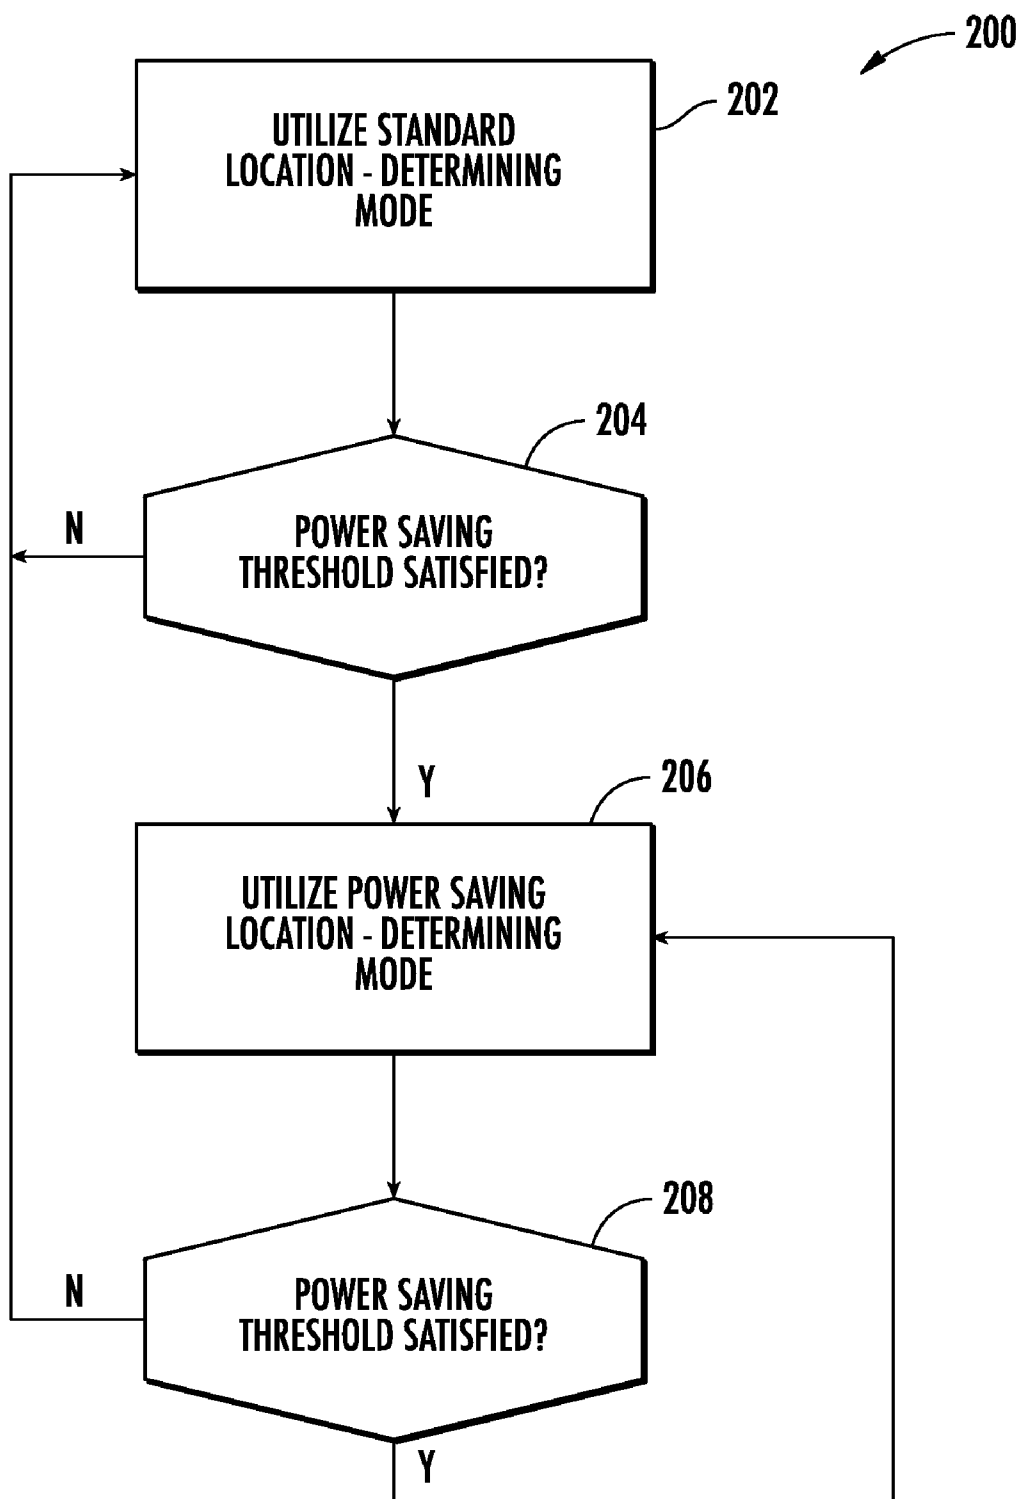 200
202
UTILIZE STANDARD
LOCATION - DETERMINING
MODE
204
POWER SAVING
THRESHOLD SATISFIED?
N
Y
206
UTILIZE POWER SAVING
LOCATION - DETERMINING
MODE
208
POWER SAVING
THRESHOLD SATISFIED?
N
Y